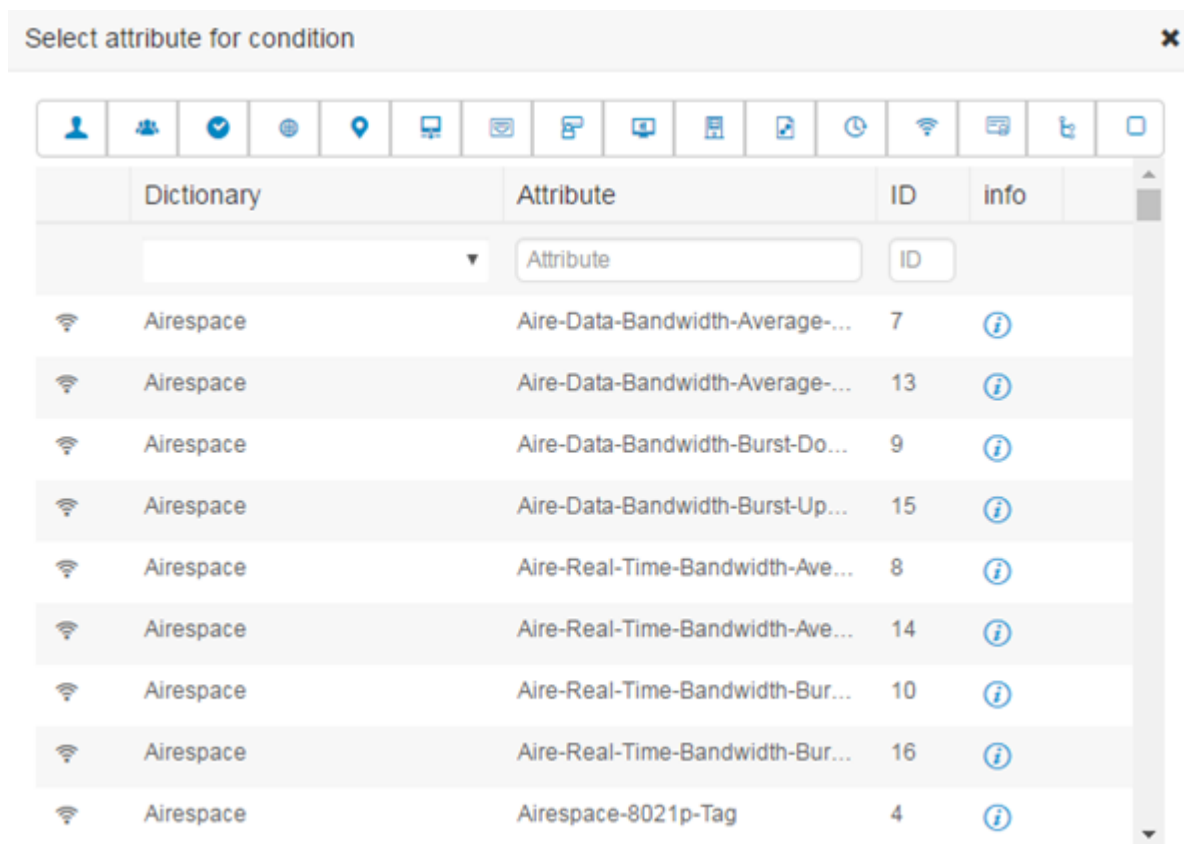 Select attribute for condition
Dictionary Attribute ID info
Attribute ID
Airespace Aire-Data-Bandwidth-Average-... 7
Airespace Aire-Data-Bandwidth-Average-... 13
Airespace Aire-Data-Bandwidth-Burst-Do... 9
Airespace Aire-Data-Bandwidth-Burst-Up... 15
Airespace Aire-Real-Time-Bandwidth-Ave... 8
Airespace Aire-Real-Time-Bandwidth-Ave... 14
Airespace Aire-Real-Time-Bandwidth-Bur... 10
Airespace Aire-Real-Time-Bandwidth-Bur... 16
Airespace Airespace-8021p-Tag 4